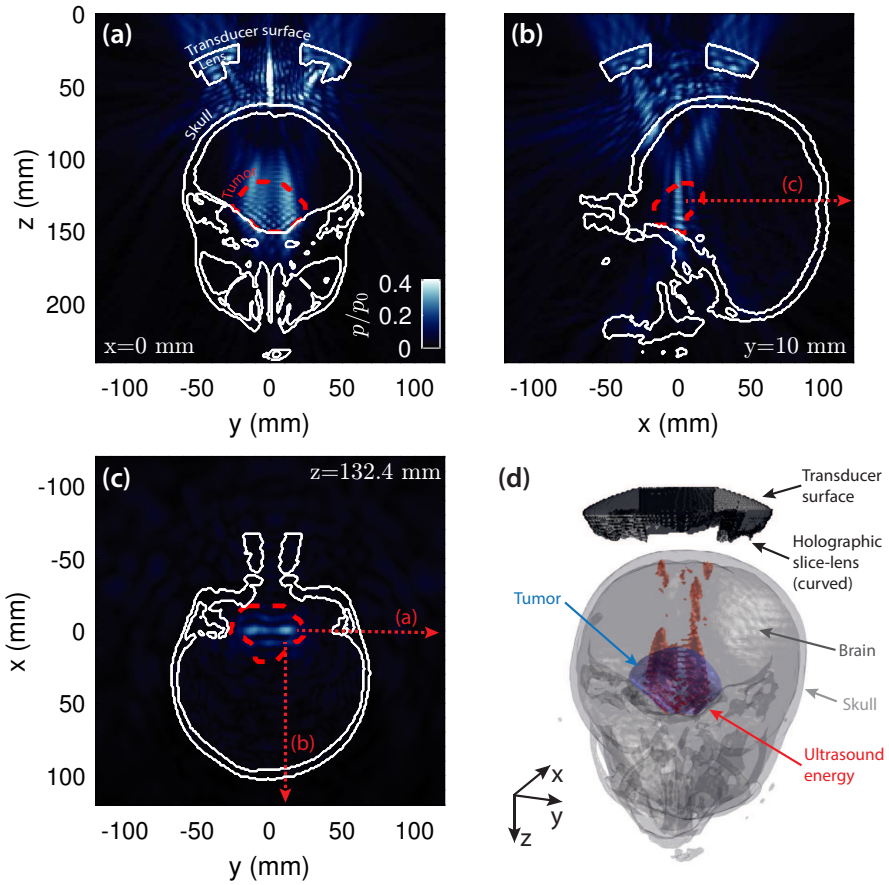 (a)
Transducer surface
Lens
Skull
Tumor
0
50
100
150
200
z (mm)
0.4
0.2
0
p/p0
x=0 mm
-100
-50
0
50
100
y (mm)
(b)
(c)
y=10 mm
-100
-50
0
50
100
x (mm)
(c)
z=132.4 mm
(a)
(b)
-100
-50
0
50
100
x (mm)
-100
-50
0
50
100
y (mm)
(d)
Transducer
surface
Holographic
slice-lens
(curved)
Tumor
Brain
Skull
Ultrasound
energy
x
y
z